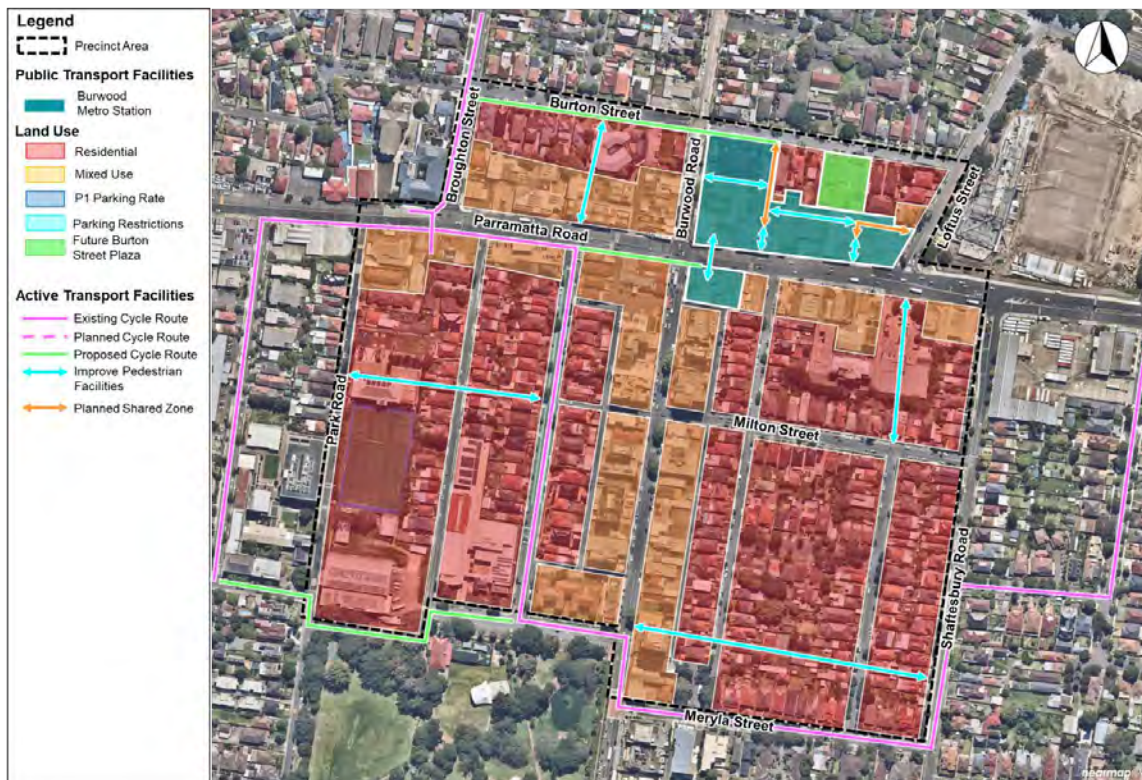 Legend
Precinct Area
Public Transport Facilities
Burwood
Metro Station
Land Use
Residential
Mixed Use
P1 Parking Rate
Parking Restrictions
Future Burton
Street Plaza
Active Transport Facilities
Existing Cycle Route
Planned Cycle Route
Proposed Cycle Route
Improve Pedestrian
Facilities
Planned Shared Zone
Burton Street
Broughton Street
Burwood Road
Loftus Street
Parramatta Road
Park Road
Milton Street
Shaftesbury Road
Meryla Street
nearmap